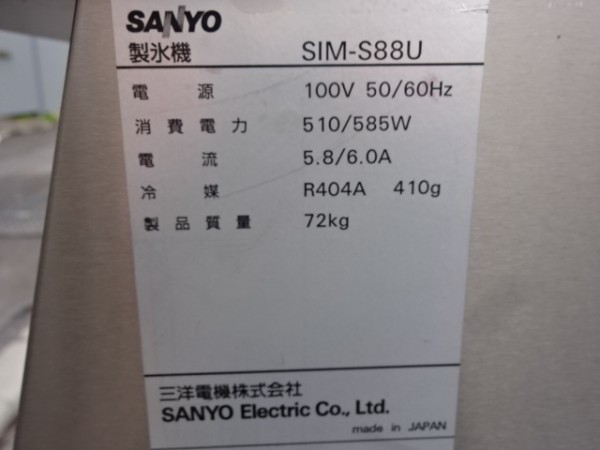 SANYO
製氷機 SIM-S88U
電源 100V 50/60Hz
消費電力 510/585W
電流 5.8/6.0A
冷媒 R404A 410g
製品質量 72kg
三洋電機株式会社
SANYO Electric Co., Ltd.
made in JAPAN